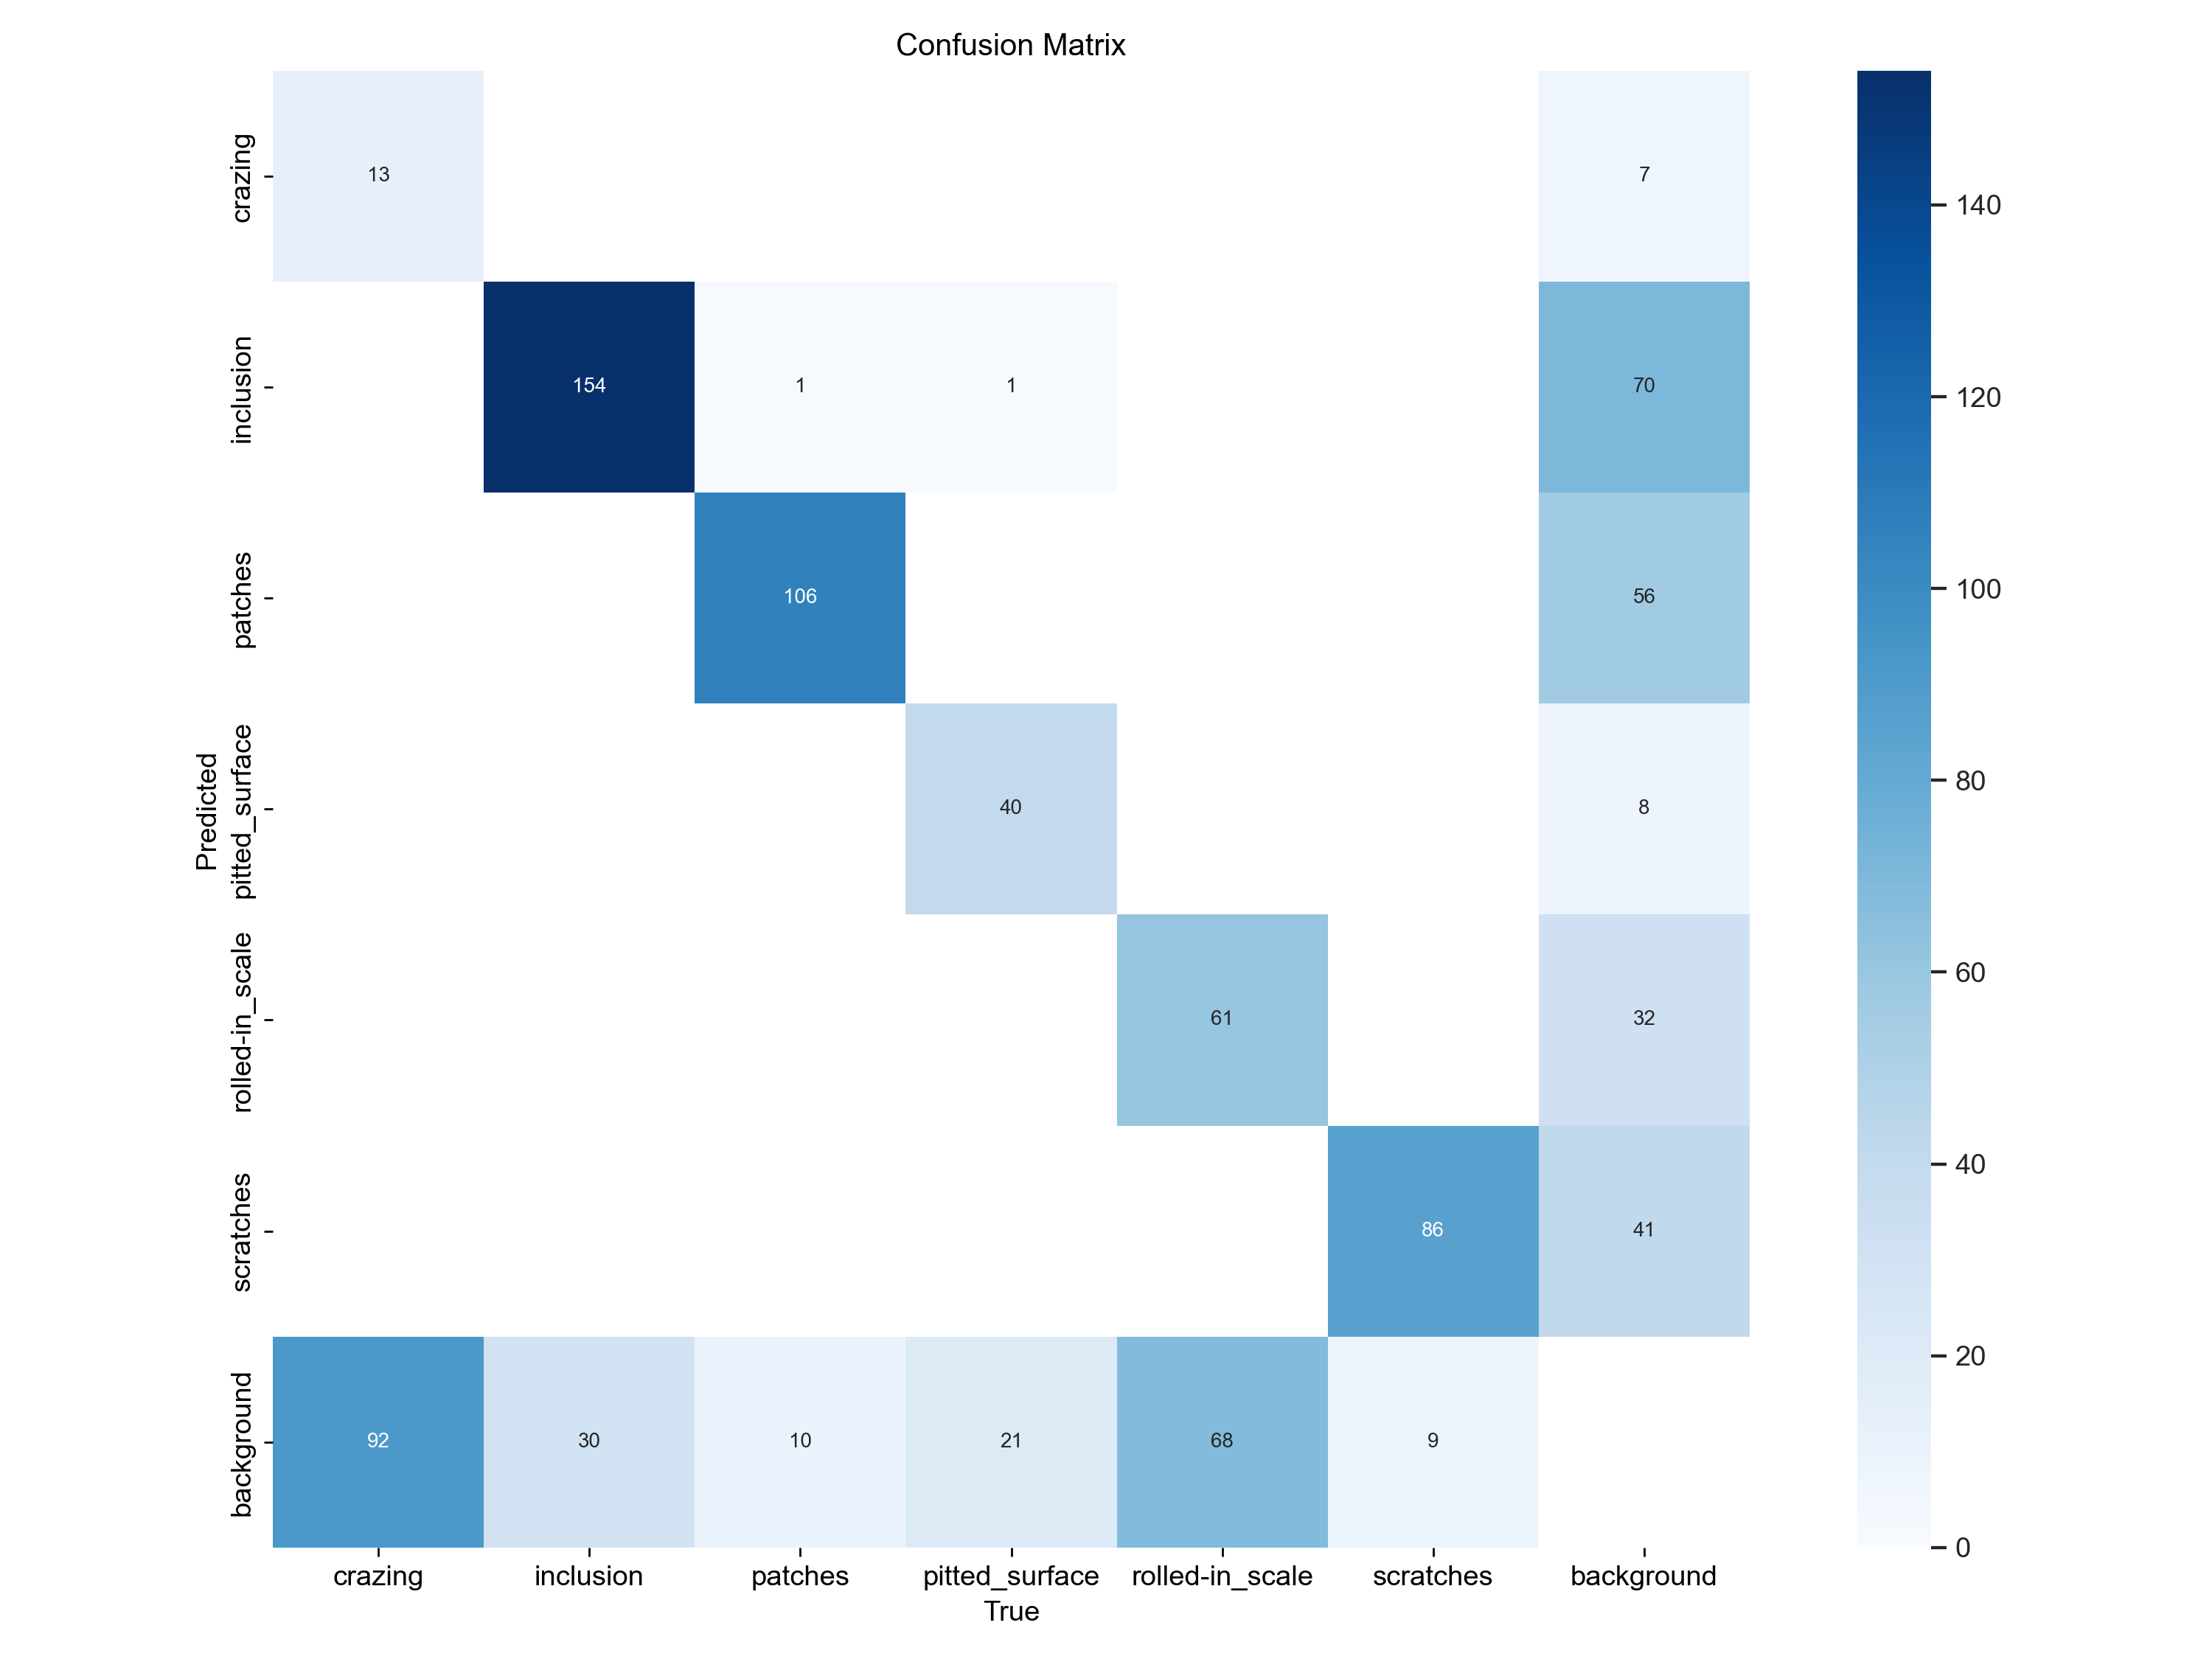 Confusion Matrix
crazing
13
7
140
inclusion
154
1
1
70
120
patches
106
56
100
Predicted
pitted_surface
40
8
80
rolled-in_scale
61
32
60
scratches
86
41
40
background
92
30
10
21
68
9
20
0
crazing
inclusion
patches
pitted_surface
rolled-in_scale
scratches
background
True